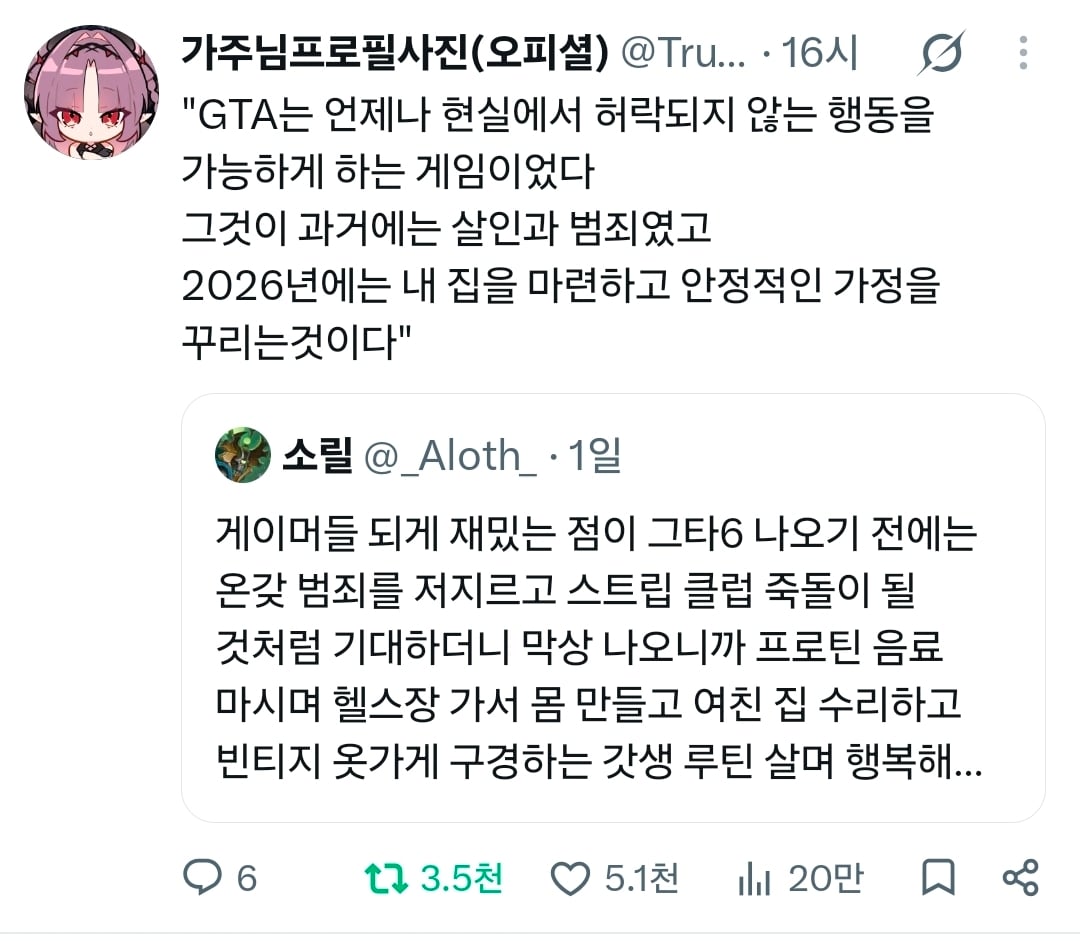 가주님프로필사진(오피셜) @Tru... · 16시
"GTA는 언제나 현실에서 허락되지 않는 행동을
가능하게 하는 게임이었다
그것이 과거에는 살인과 범죄였고
2026년에는 내 집을 마련하고 안정적인 가정을
꾸리는것이다"
소릴 @_Aloth_ · 1일
게이머들 되게 재밌는 점이 그타6 나오기 전에는
온갖 범죄를 저지르고 스트립 클럽 죽돌이 될
것처럼 기대하더니 막상 나오니까 프로틴 음료
마시며 헬스장 가서 몸 만들고 여친 집 수리하고
빈티지 옷가게 구경하는 갓생 루틴 살며 행복해...
6 3.5천 5.1천 20만